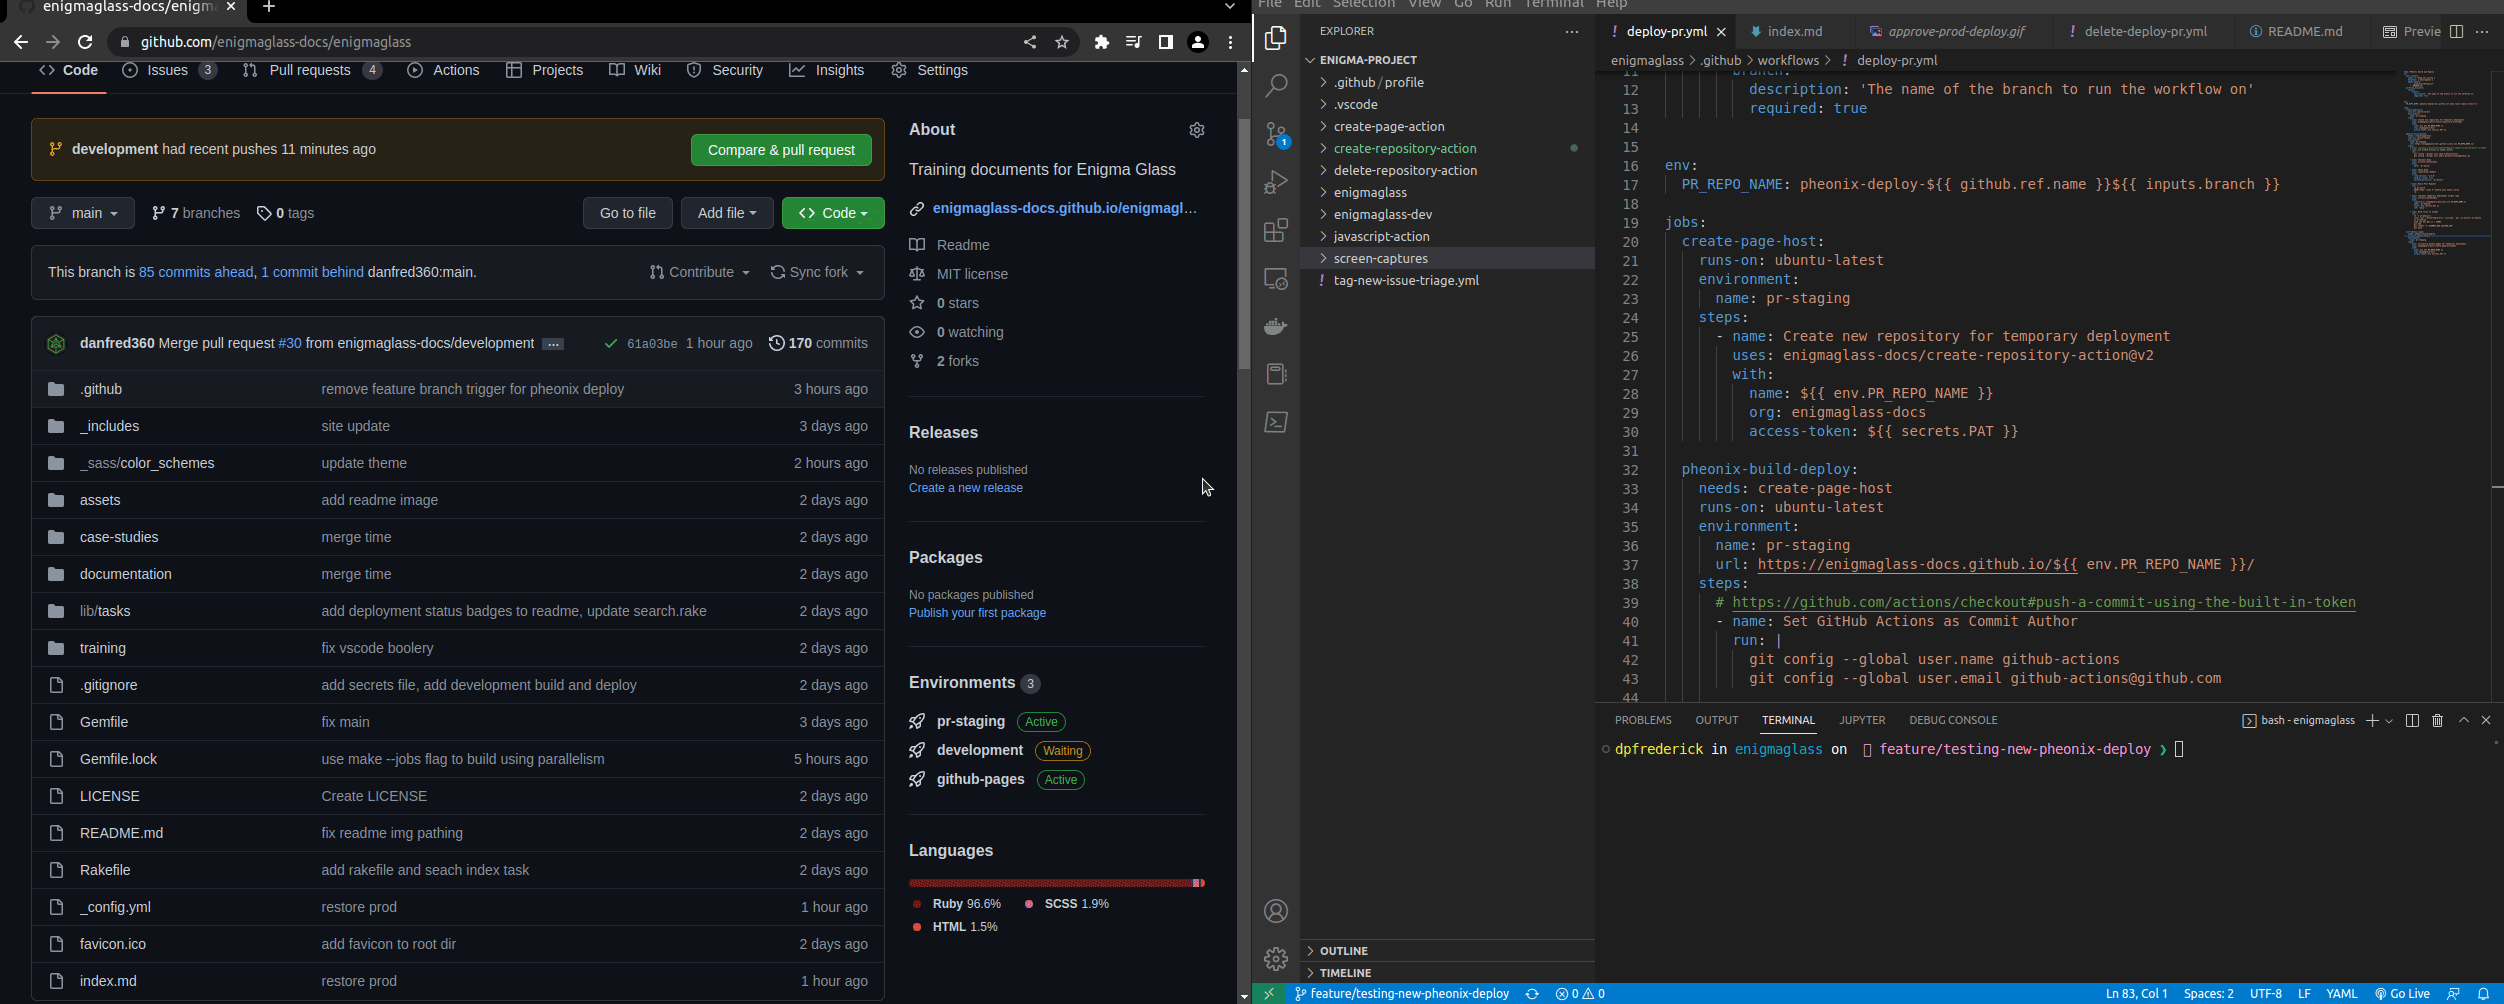 enigmaglass-docs/enigma
github.com/enigmaglass-docs/enigmaglass
Code
Issues 3
Pull requests 4
Actions
Projects
Wiki
Security
Insights
Settings
development had recent pushes 11 minutes ago
Compare & pull request
main
7 branches
0 tags
Go to file
Add file
Code
This branch is 85 commits ahead, 1 commit behind danfred360:main.
Contribute
Sync fork
danfred360 Merge pull request #30 from enigmaglass-docs/development ...
61a03be 1 hour ago
170 commits
.github remove feature branch trigger for pheonix deploy 3 hours ago
_includes site update 3 days ago
_sass/color_schemes update theme 2 hours ago
assets add readme image 2 days ago
case-studies merge time 2 days ago
documentation merge time 2 days ago
lib/tasks add deployment status badges to readme, update search.rake 2 days ago
training fix vscode boolery 2 days ago
.gitignore add secrets file, add development build and deploy 2 days ago
Gemfile fix main 3 days ago
Gemfile.lock use make --jobs flag to build using parallelism 5 hours ago
LICENSE Create LICENSE 2 days ago
README.md fix readme img pathing 2 days ago
Rakefile add rakefile and seach index task 2 days ago
_config.yml restore prod 1 hour ago
favicon.ico add favicon to root dir 2 days ago
index.md restore prod 1 hour ago
About
Training documents for Enigma Glass
enigmaglass-docs.github.io/enigmagl...
Readme
MIT license
0 stars
0 watching
2 forks
Releases
No releases published
Create a new release
Packages
No packages published
Publish your first package
Environments 3
pr-staging Active
development Waiting
github-pages Active
Languages
Ruby 96.6%
SCSS 1.9%
HTML 1.5%
File Edit Selection View Go Run Terminal Help
EXPLORER
ENIGMA-PROJECT
.github / profile
.vscode
create-page-action
create-repository-action
delete-repository-action
enigmaglass
enigmaglass-dev
javascript-action
screen-captures
! tag-new-issue-triage.yml
OUTLINE
TIMELINE
1
! deploy-pr.yml
index.md
approve-prod-deploy.gif
! delete-deploy-pr.yml
README.md
Previe
enigmaglass > .github > workflows > ! deploy-pr.yml
11 branch:
12 description: 'The name of the branch to run the workflow on'
13 required: true
14
15
16 env:
17 PR_REPO_NAME: pheonix-deploy-${{ github.ref.name }}${{ inputs.branch }}
18
19 jobs:
20 create-page-host:
21 runs-on: ubuntu-latest
22 environment:
23 name: pr-staging
24 steps:
25 - name: Create new repository for temporary deployment
26 uses: enigmaglass-docs/create-repository-action@v2
27 with:
28 name: ${{ env.PR_REPO_NAME }}
29 org: enigmaglass-docs
30 access-token: ${{ secrets.PAT }}
31
32 pheonix-build-deploy:
33 needs: create-page-host
34 runs-on: ubuntu-latest
35 environment:
36 name: pr-staging
37 url: https://enigmaglass-docs.github.io/${{ env.PR_REPO_NAME }}/
38 steps:
39 # https://github.com/actions/checkout#push-a-commit-using-the-built-in-token
40 - name: Set GitHub Actions as Commit Author
41 run: |
42 git config --global user.name github-actions
43 git config --global user.email github-actions@github.com
44
PROBLEMS
OUTPUT
TERMINAL
JUPYTER
DEBUG CONSOLE
bash - enigmaglass
dpfrederick in enigmaglass on feature/testing-new-pheonix-deploy ❯
feature/testing-new-pheonix-deploy
0 0
Ln 83, Col 1
Spaces: 2
UTF-8
LF
YAML
Go Live